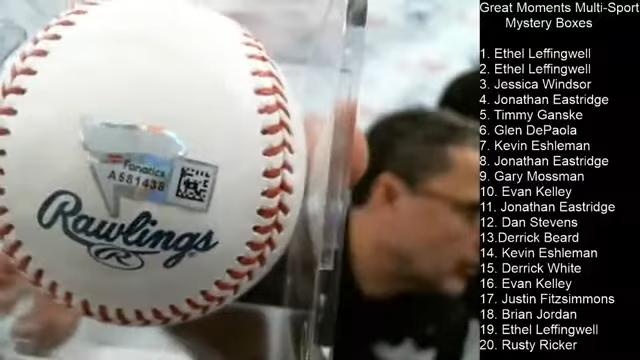 Fanatics
A581438
Rawlings
R
Great Moments Multi-Sport
Mystery Boxes
1. Ethel Leffingwell
2. Ethel Leffingwell
3. Jessica Windsor
4. Jonathan Eastridge
5. Timmy Ganske
6. Glen DePaola
7. Kevin Eshleman
8. Jonathan Eastridge
9. Gary Mossman
10. Evan Kelley
11. Jonathan Eastridge
12. Dan Stevens
13.Derrick Beard
14. Kevin Eshleman
15. Derrick White
16. Evan Kelley
17. Justin Fitzsimmons
18. Brian Jordan
19. Ethel Leffingwell
20. Rusty Ricker